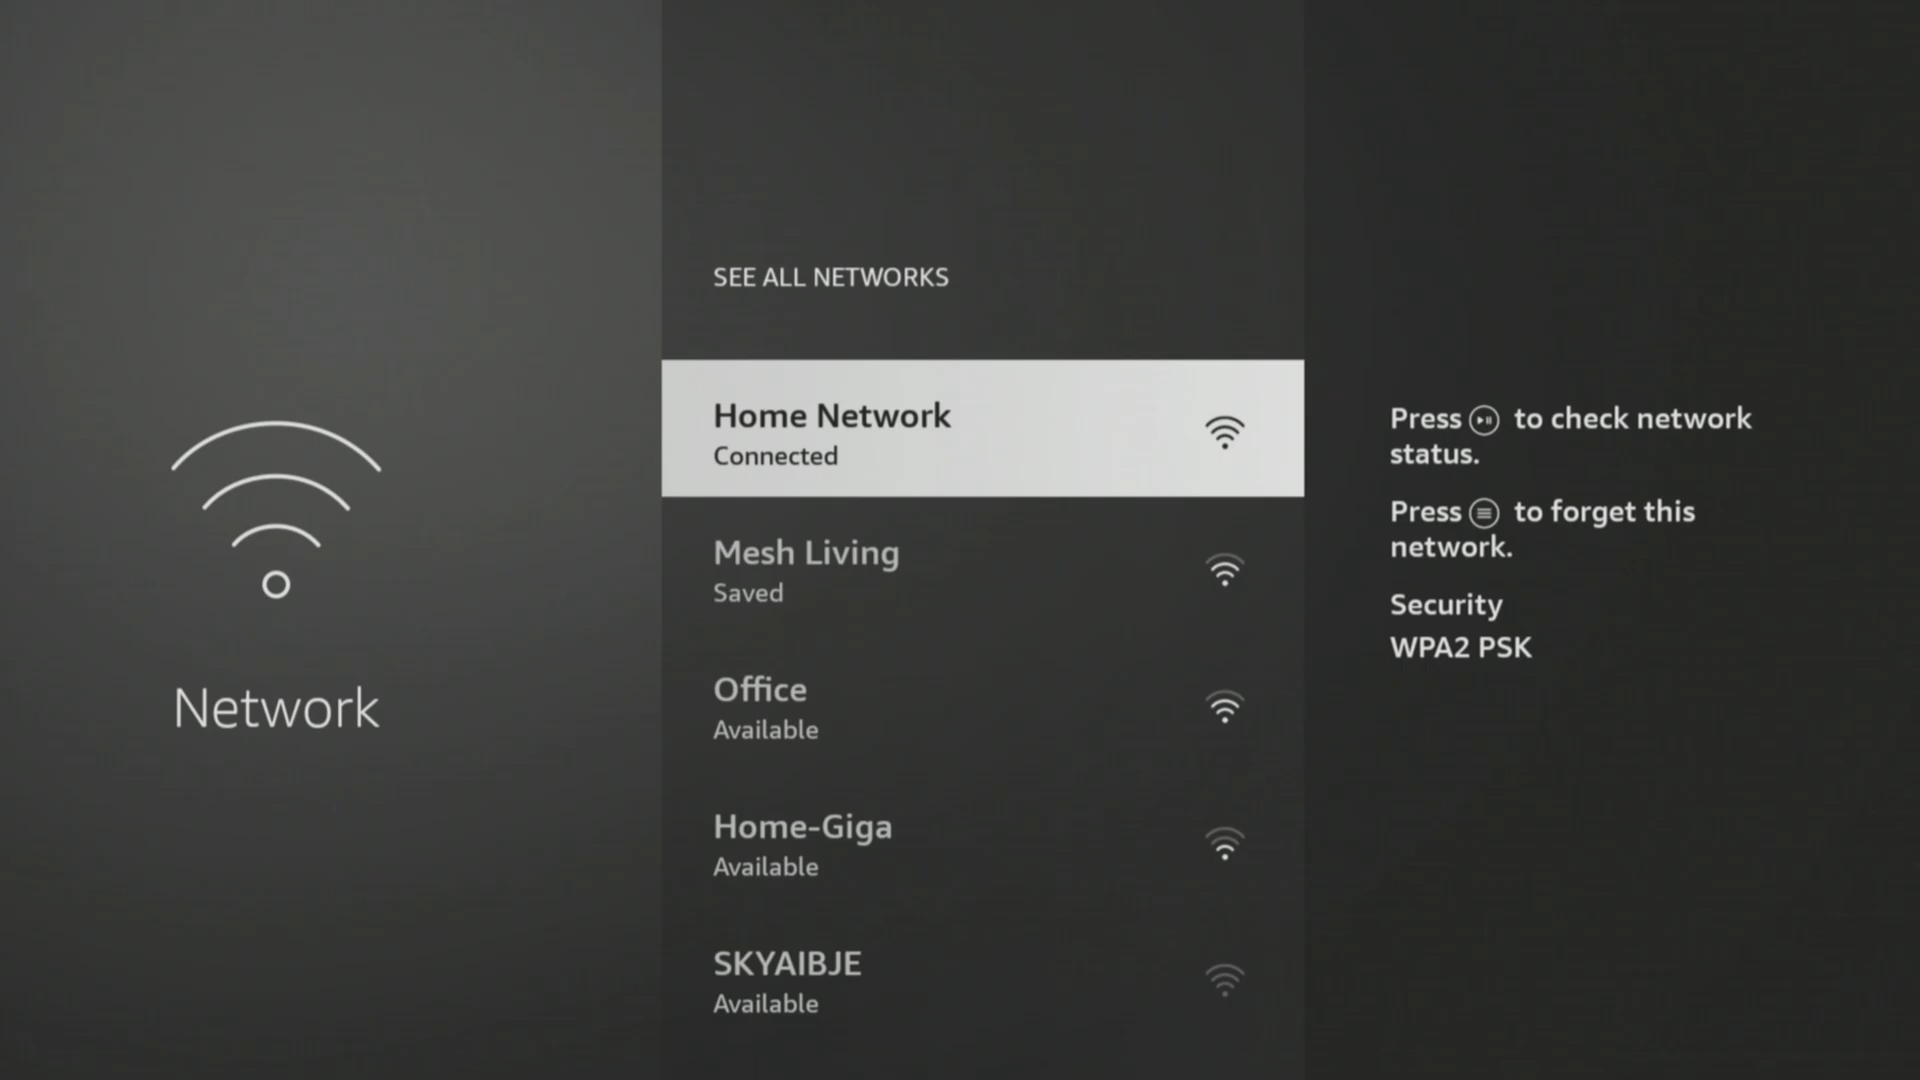 Network
SEE ALL NETWORKS
Home Network
Connected
Mesh Living
Saved
Office
Available
Home-Giga
Available
SKYAIBJE
Available
Press to check network
status.
Press to forget this
network.
Security
WPA2 PSK